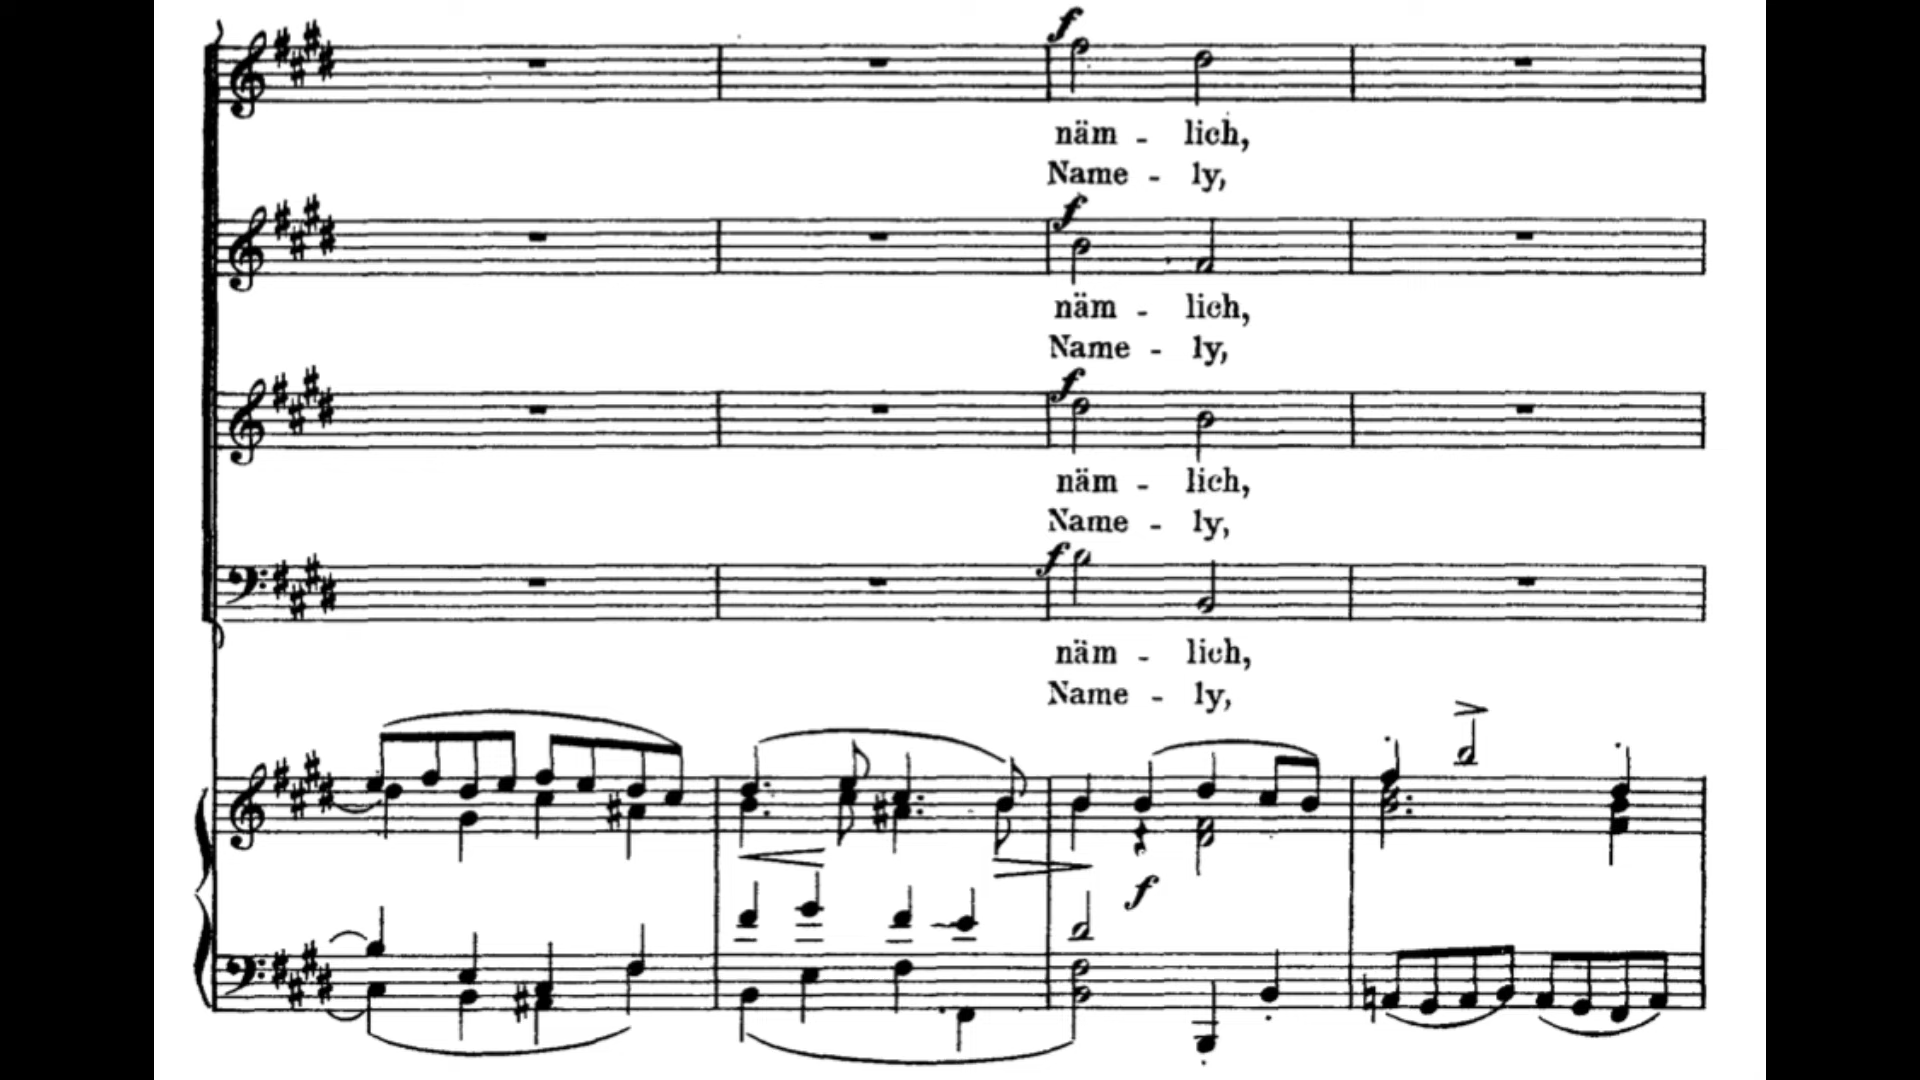 f
näm - lich,
Name - ly,
f
näm - lich,
Name - ly,
f
näm - lich,
Name - ly,
f
näm - lich,
Name - ly,
f